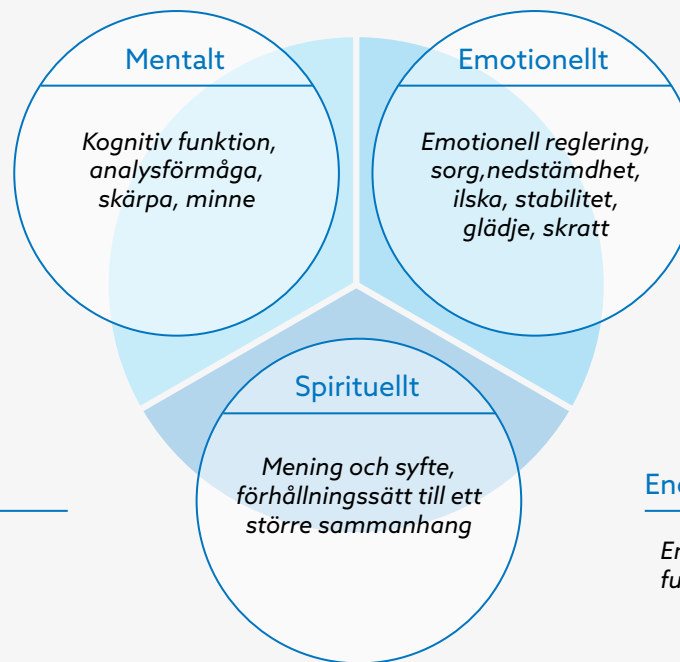 Mentalt
Kognitiv funktion,
analysförmåga,
skärpa, minne
Emotionellt
Emotionell reglering,
sorg,nedstämdhet,
ilska, stabilitet,
glädje, skratt
Spirituellt
Mening och syfte,
förhållningssätt till ett
större sammanhang